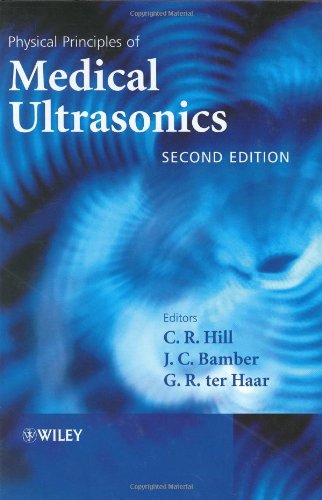 Physical Principles of
Medical
Ultrasonics
SECOND EDITION
Editors
C. R. Hill
J. C. Bamber
G. R. ter Haar
WILEY